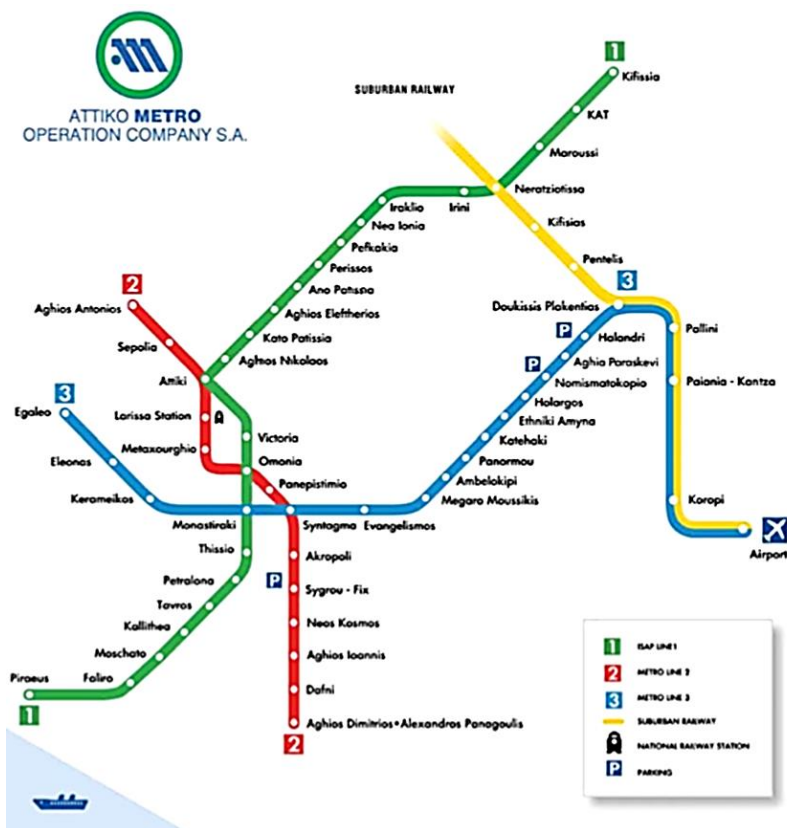 ATTIKO METRO
OPERATION COMPANY S.A.
SUBURBAN RAILWAY
1
Kifissia
KAT
Maroussi
Neratziotissa
Irini
Iraklio
Nea Ionia
Pefkakia
Perissos
Ano Patissia
Aghios Eleftherios
Kato Patissia
Aghios Nikolaos
Kifisias
Pentelis
2
Aghios Antonios
Sepolia
Attiki
3
Doukissis Plakentias
Halandri
Pallini
P
Aghia Paraskevi
P
Nomismatokopio
Paiania - Kantza
Holargos
Ethniki Amyna
Katehaki
Panormou
Ambelokipi
Megaro Moussikis
3
Egaleo
Eleonas
Kerameikos
Larissa Station
Metaxourghio
Victoria
Omonia
Panepistimio
Monastiraki
Syntagma
Evangelismos
Koropi
Airport
Thissio
Akropoli
P
Petralona
Sygrou - Fix
Tavros
Neos Kosmos
Kallithea
Moschato
Aghios Ioannis
Faliro
Piraeus
Dafni
1
Aghios Dimitrios•Alexandros Panagoulis
2
1 ISAP LINE 1
2 METRO LINE 2
3 METRO LINE 3
SUBURBAN RAILWAY
NATIONAL RAILWAY STATION
P PARKING